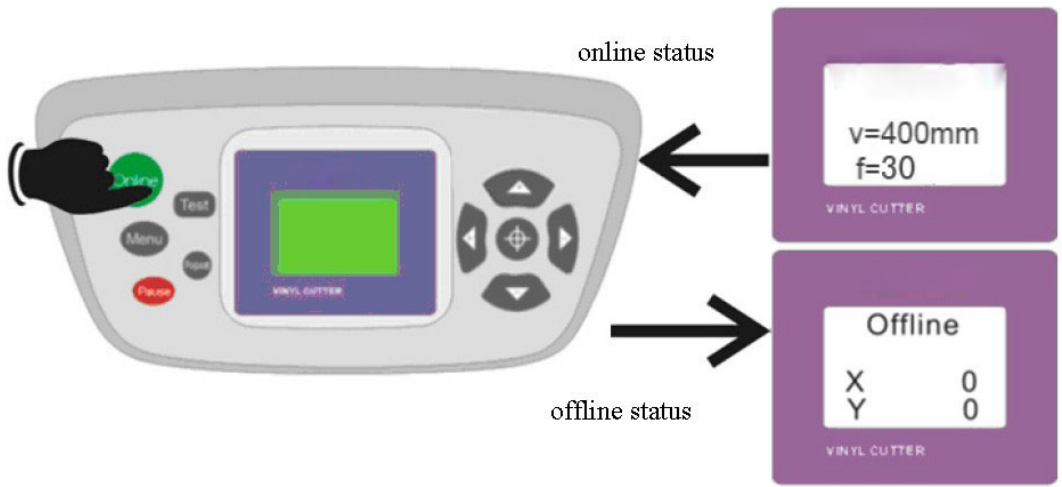 online status
Online
Test
Menu
Repeat
Pause
VINYL CUTTER
v=400mm
f=30
VINYL CUTTER
offline status
Offline
X 0
Y 0
VINYL CUTTER